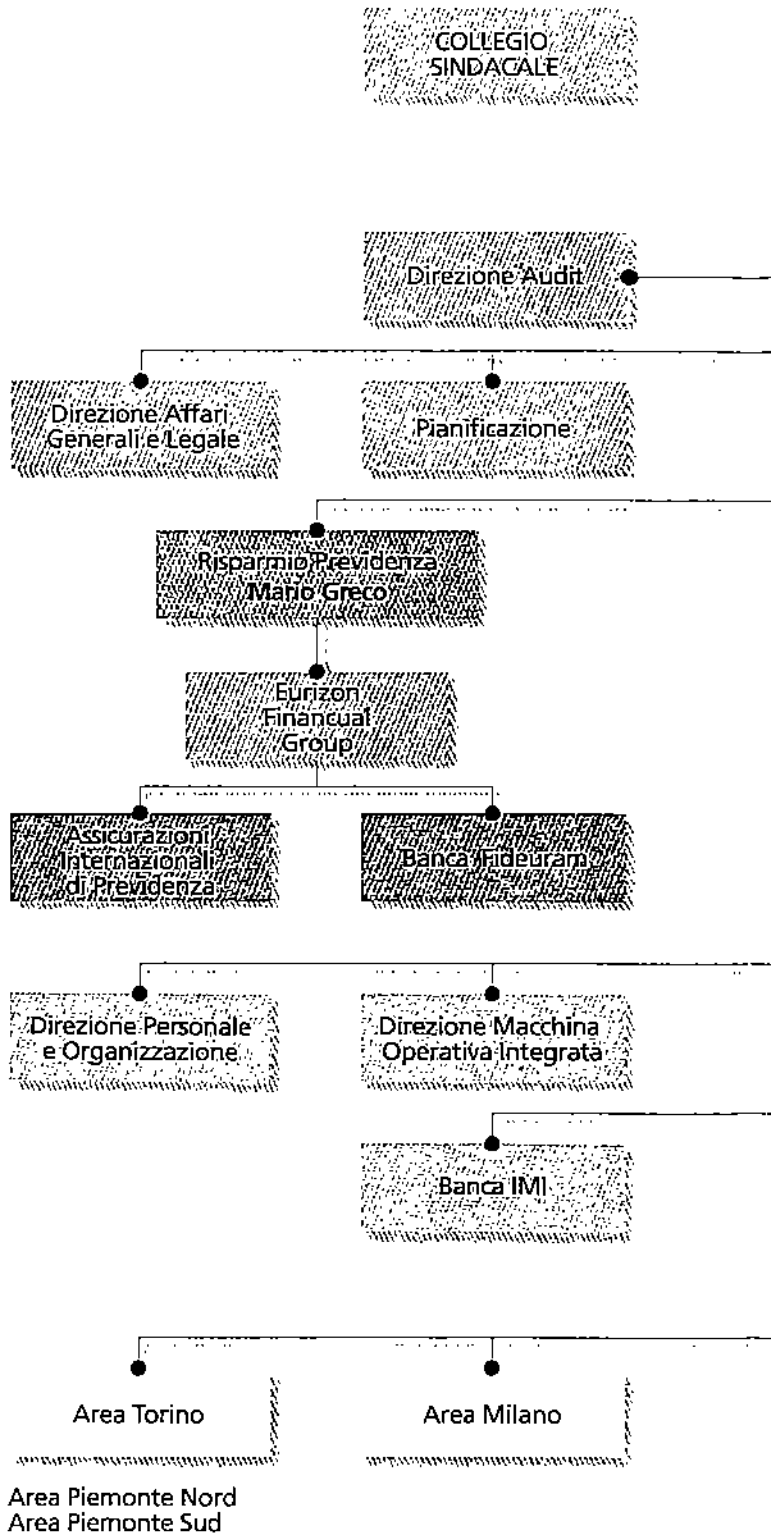 COLLEGIO
SINDACALE
Direzione Audit
Direzione Affari
Generali e Legale
Pianificazione
Risparmio Previdenza
Mario Greco
Eurizon
Financual
Group
Assicurazioni
Internazionali
di Previdenza
Banca Fideuram
Direzione Personale
e Organizzazione
Direzione Macchina
Operativa Integrata
Banca IMI
Area Torino
Area Milano
Area Piemonte Nord
Area Piemonte Sud